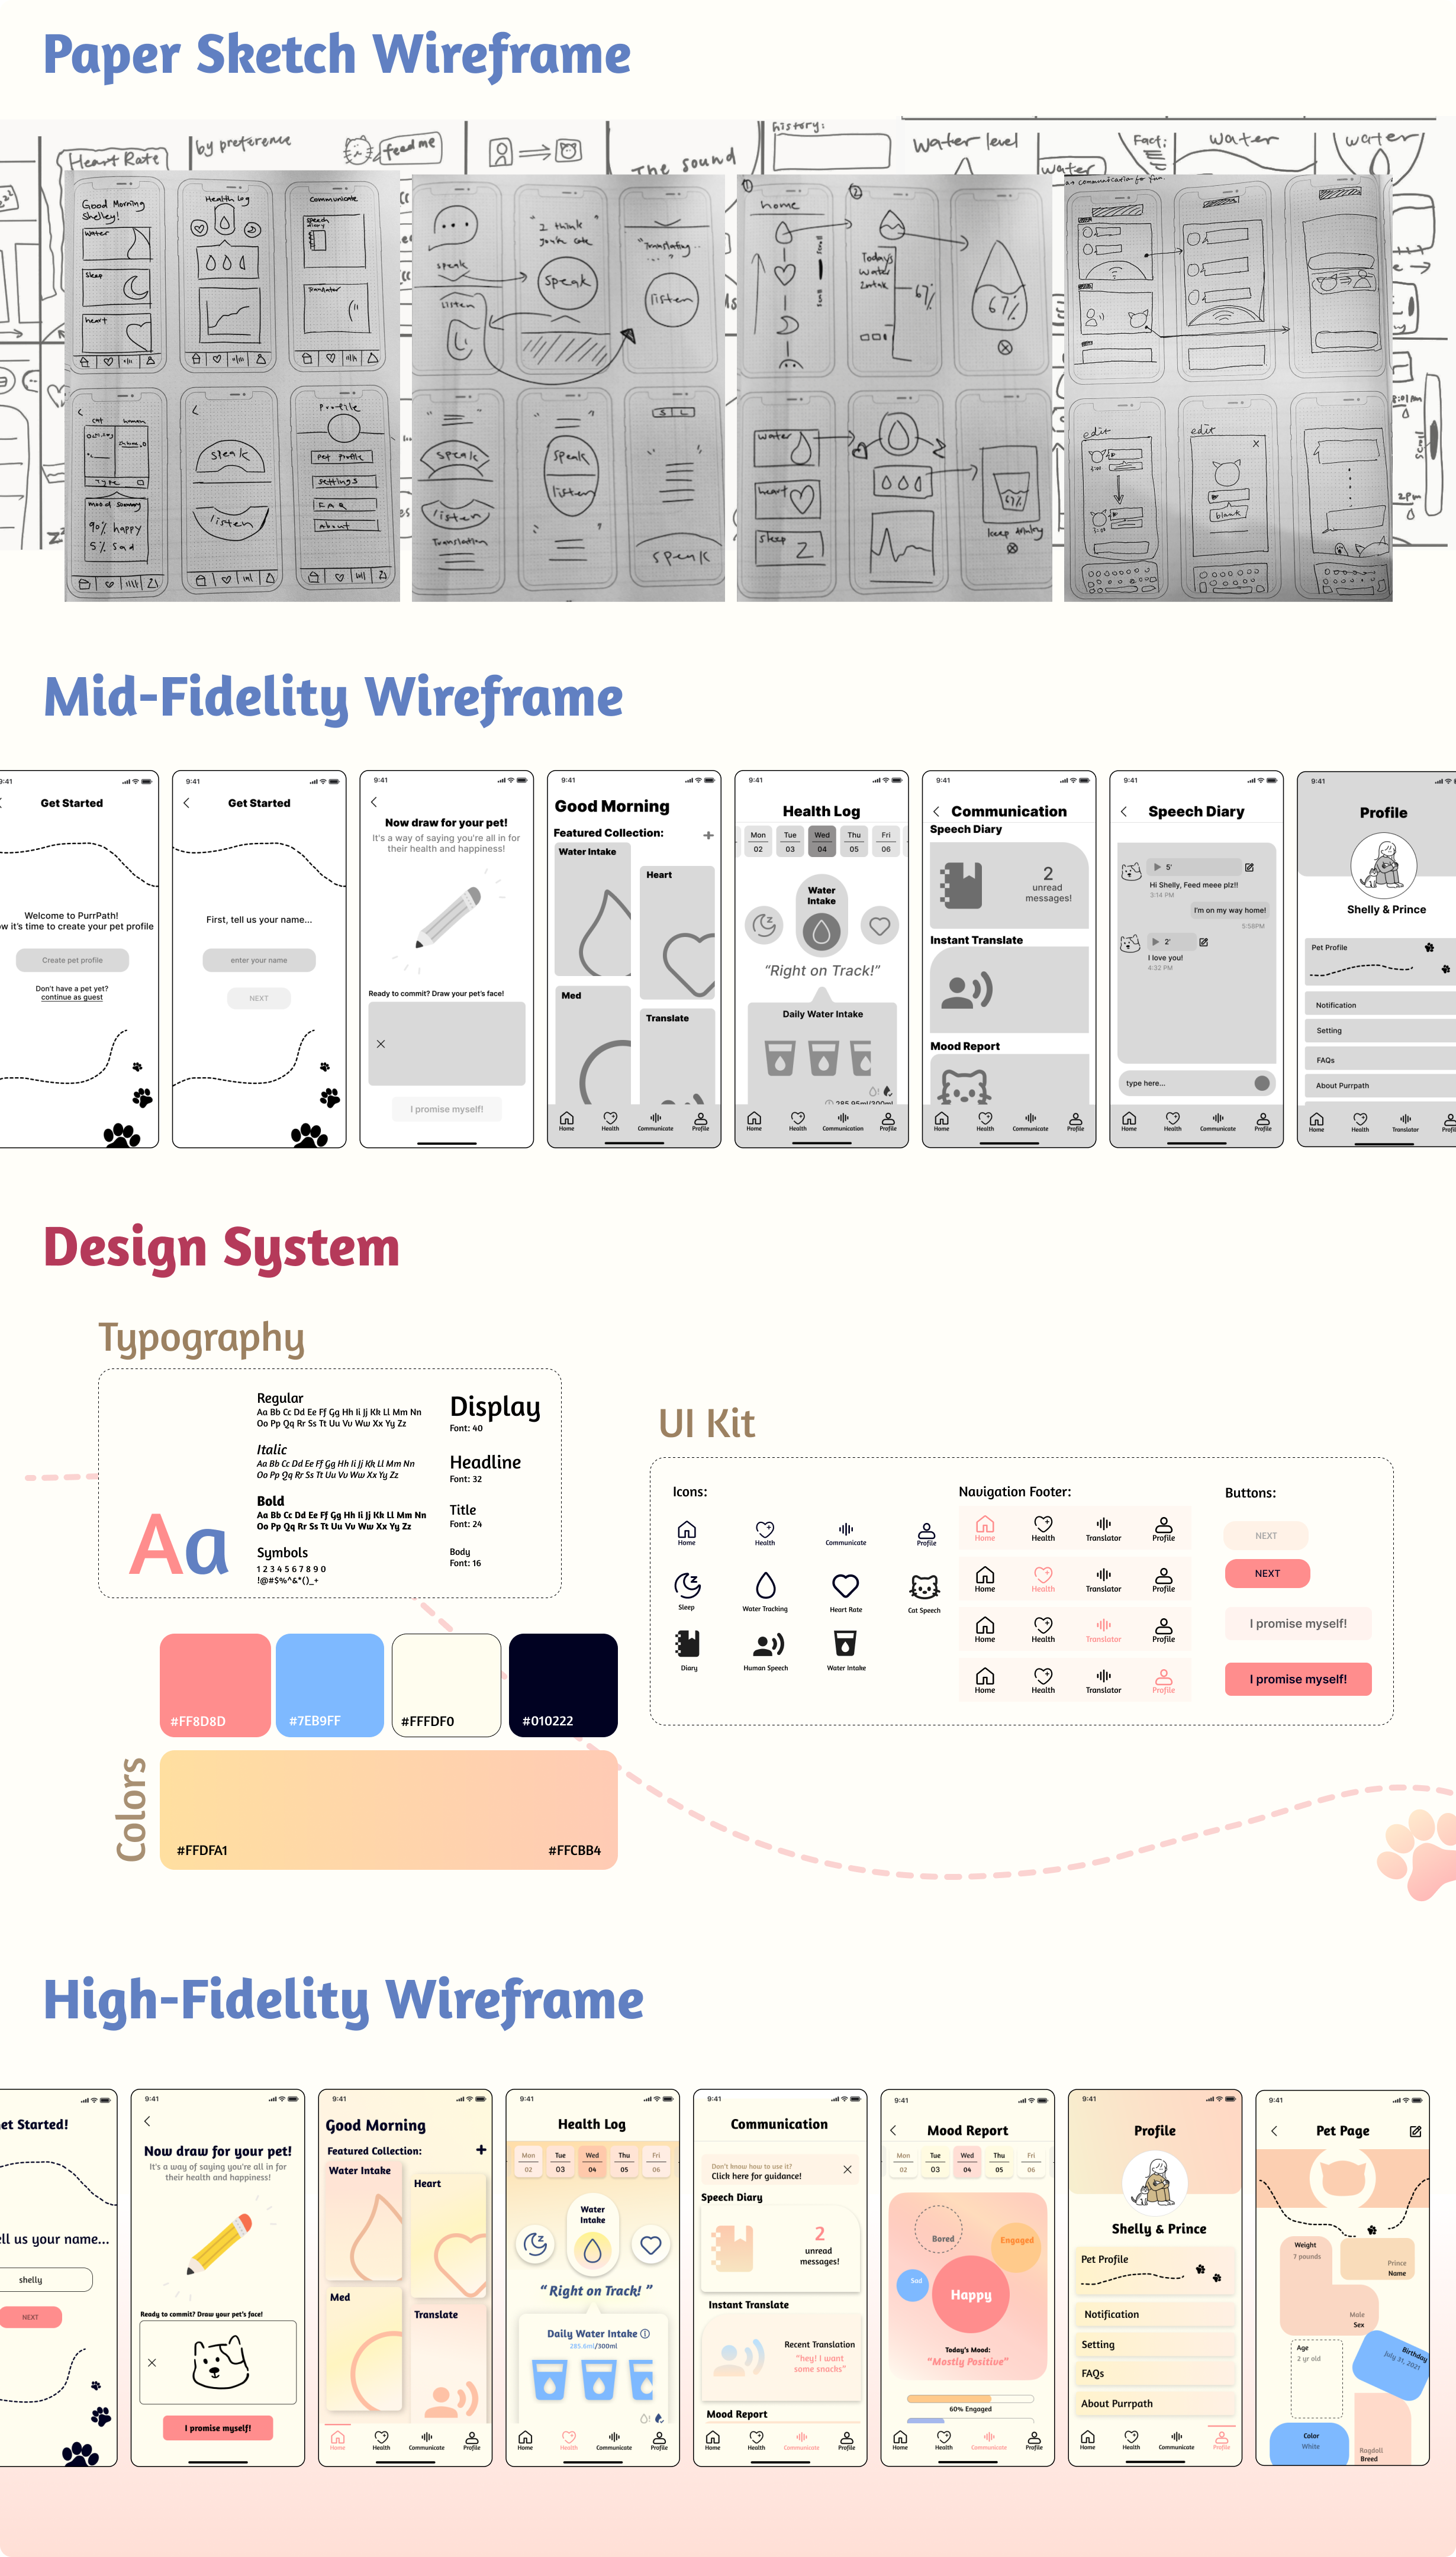 Paper Sketch Wireframe
Heart Rate
by preference
feed me
The sound
history:
Water level
water
Fact:
Water
water
Good Morning
Shelley!
water
Sleep
heart
Health log
Communicate
speech
diary
Translator
cat
human
Type
mood summary
90% happy
5% sad
speak
listen
Profile
Pet Profile
Settings
FAQ
About
speak
listen
"I think
speak
"Translating...
listen
speak
listen
Translation
speak
listen
S L
speak
① home
scroll
②
Today's
water
Intake
67%
67%
water
heart
sleep Z
67%
keep drinking
edit
edit
blank
2pm
scroll
Mid-Fidelity Wireframe
9:41
Get Started
Welcome to PurrPath!
w it's time to create your pet profile
Create pet profile
Don't have a pet yet?
continue as guest
9:41
Get Started
First, tell us your name...
enter your name
NEXT
9:41
Now draw for your pet!
It's a way of saying you're all in for
their health and happiness!
Ready to commit? Draw your pet's face!
I promise myself!
9:41
Good Morning
Featured Collection:
Water Intake
Heart
Med
Translate
Home Health Communicate Profile
9:41
Health Log
Mon Tue Wed Thu Fri
02 03 04 05 06
Water
Intake
"Right on Track!"
Daily Water Intake
285.95ml/300ml
Home Health Communication Profile
9:41
Communication
Speech Diary
2
unread
messages!
Instant Translate
Mood Report
Home Health Communicate Profile
9:41
Speech Diary
5'
Hi Shelly, Feed meee plz!!
3:14 PM
I'm on my way home!
5:58PM
2'
I love you!
4:32 PM
type here...
Home Health Communicate Profile
9:41
Profile
Shelly & Prince
Pet Profile
Notification
Setting
FAQs
About Purrpath
Home Health Translator Profi
Design System
Typography
Aa
Regular
Aa Bb Cc Dd Ee Ff Gg Hh Ii Jj Kk Ll Mm Nn
Oo Pp Qq Rr Ss Tt Uu Vv Ww Xx Yy Zz
Italic
Aa Bb Cc Dd Ee Ff Gg Hh Ii Jj Kk Ll Mm Nn
Oo Pp Qq Rr Ss Tt Uu Vv Ww Xx Yy Zz
Bold
Aa Bb Cc Dd Ee Ff Gg Hh Ii Jj Kk Ll Mm Nn
Oo Pp Qq Rr Ss Tt Uu Vv Ww Xx Yy Zz
Symbols
1 2 3 4 5 6 7 8 9 0
!@#$%^&*()_+
Display
Font: 40
Headline
Font: 32
Title
Font: 24
Body
Font: 16
UI Kit
Icons:
Home Health Communicate Profile
Sleep Water Tracking Heart Rate Cat Speech
Diary Human Speech Water Intake
Navigation Footer:
Home Health Translator Profile
Home Health Translator Profile
Home Health Translator Profile
Home Health Translator Profile
Buttons:
NEXT
NEXT
I promise myself!
I promise myself!
Colors
#FF8D8D
#7EB9FF
#FFFDF0
#010222
#FFDFA1
#FFCBB4
High-Fidelity Wireframe
et Started!
ell us your name...
shelly
NEXT
9:41
Now draw for your pet!
It's a way of saying you're all in for
their health and happiness!
Ready to commit? Draw your pet's face!
I promise myself!
9:41
Good Morning
Featured Collection:
Water Intake
Heart
Med
Translate
Home Health Communicate Profile
9:41
Health Log
Mon Tue Wed Thu Fri
02 03 04 05 06
Water
Intake
"Right on Track!"
Daily Water Intake
285.6ml/300ml
Home Health Communicate Profile
9:41
Communication
Don't know how to use it?
Click here for guidance!
Speech Diary
2
unread
messages!
Instant Translate
Recent Translation
"hey! I want
some snacks"
Mood Report
Home Health Communicate Profile
9:41
Mood Report
Mon Tue Wed Thu Fri
02 03 04 05 06
Bored
Engaged
Sad
Happy
Today's Mood:
"Mostly Positive"
60% Engaged
Home Health Communicate Profile
9:41
Profile
Shelly & Prince
Pet Profile
Notification
Setting
FAQs
About Purrpath
Home Health Communicate Profile
9:41
Pet Page
Weight
7 pounds
Prince
Name
Male
Sex
Age
2 yr old
Birthday
July 31, 2021
Color
White
Ragdoll
Breed